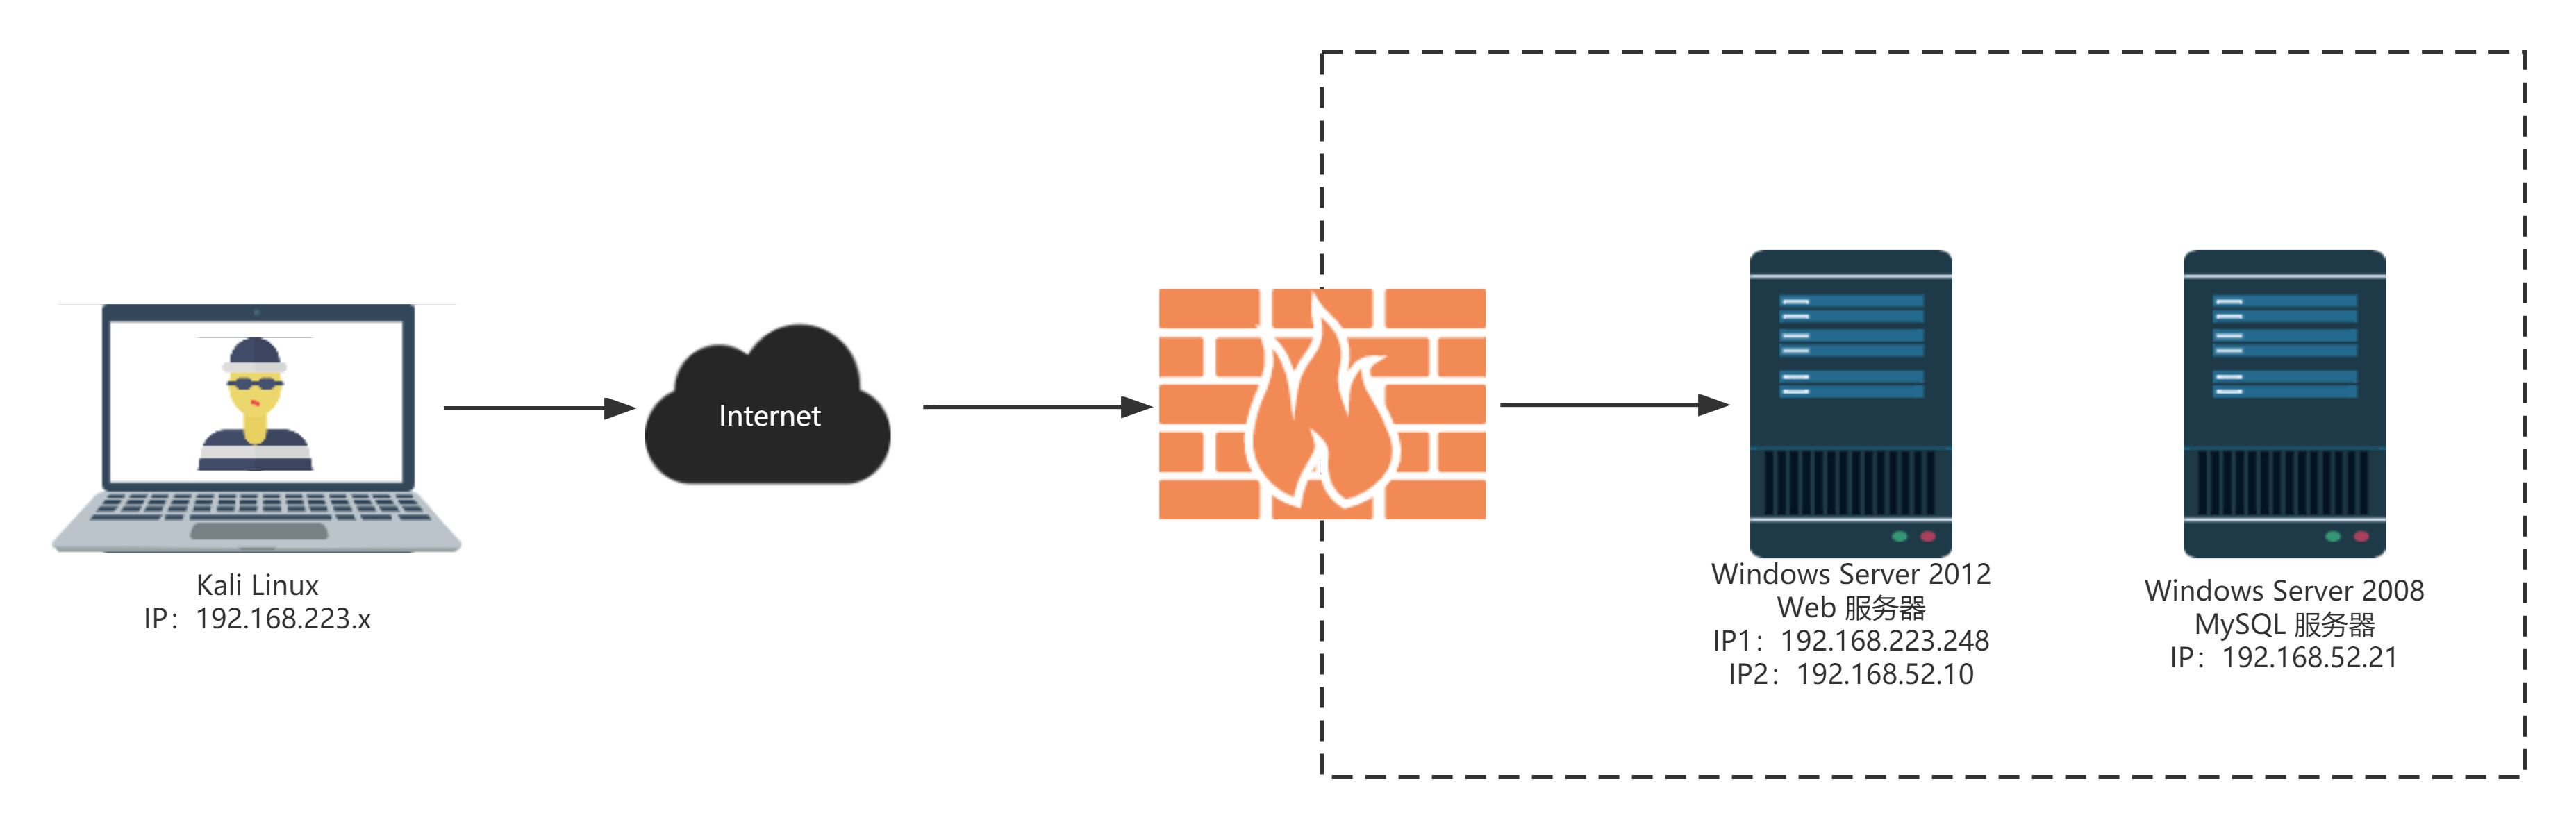 Internet
Kali Linux
IP：192.168.223.x
Windows Server 2012
Web 服务器
IP1：192.168.223.248
IP2：192.168.52.10
Windows Server 2008
MySQL 服务器
IP：192.168.52.21